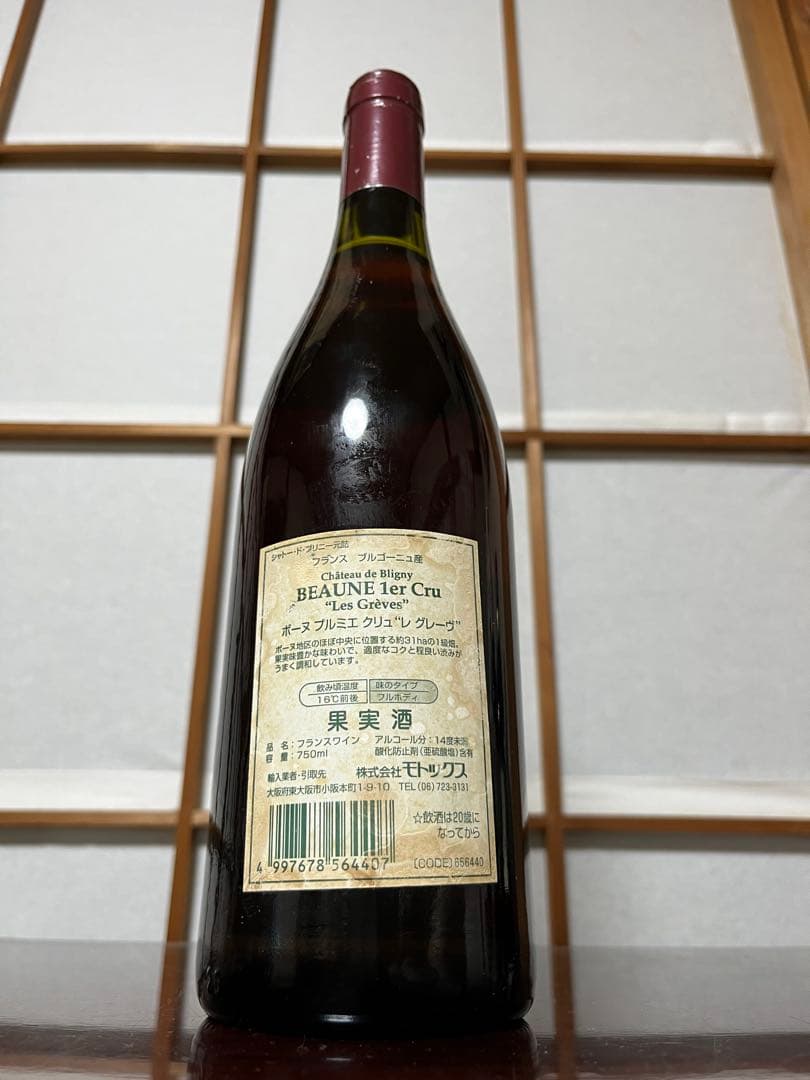 シャトー・ド・ブリニー元詰
フランス ブルゴーニュ産
Château de Bligny
BEAUNE 1er Cru
"Les Grèves"
ボーヌ プルミエ クリュ"レ グレーヴ"
ボーヌ地区のほぼ中央に位置する約31haの1級畑。
果実味豊かな味わいで、適度なコクと程良い渋みが
うまく調和しています。
飲み頃温度 味のタイプ
16℃前後 フルボディ
果実酒
品名：フランスワイン アルコール分：14度未満
容量：750ml 酸化防止剤(亜硫酸塩)含有
輸入業者・引取先 株式会社モトックス
大阪府東大阪市小阪本町1-9-10 TEL(06)723-3131
☆飲酒は20歳に
なってから
4 997678 564407
〔CODE〕656440